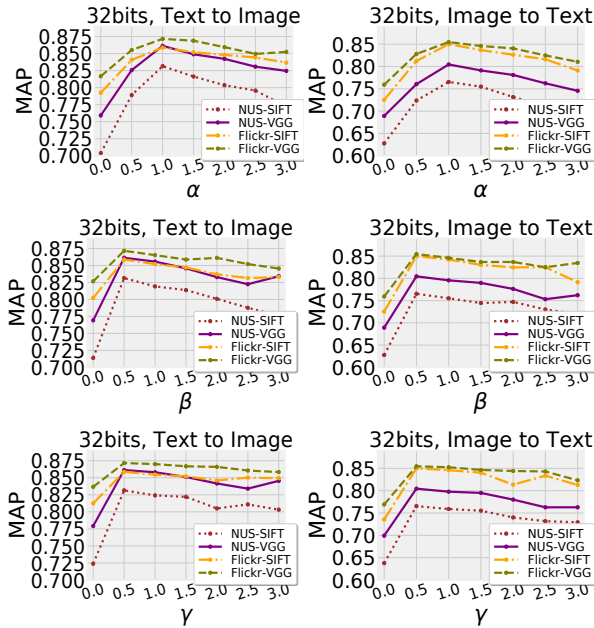 32bits, Text to Image
MAP
0.875
0.850
0.825
0.800
0.775
0.750
0.725
0.700
0.0 0.5 1.0 1.5 2.0 2.5 3.0
α
NUS-SIFT
NUS-VGG
Flickr-SIFT
Flickr-VGG
32bits, Image to Text
MAP
0.85
0.80
0.75
0.70
0.65
0.60
0.0 0.5 1.0 1.5 2.0 2.5 3.0
α
NUS-SIFT
NUS-VGG
Flickr-SIFT
Flickr-VGG
32bits, Text to Image
MAP
0.875
0.850
0.825
0.800
0.775
0.750
0.725
0.700
0.0 0.5 1.0 1.5 2.0 2.5 3.0
β
NUS-SIFT
NUS-VGG
Flickr-SIFT
Flickr-VGG
32bits, Image to Text
MAP
0.85
0.80
0.75
0.70
0.65
0.60
0.0 0.5 1.0 1.5 2.0 2.5 3.0
β
NUS-SIFT
NUS-VGG
Flickr-SIFT
Flickr-VGG
32bits, Text to Image
MAP
0.875
0.850
0.825
0.800
0.775
0.750
0.725
0.700
0.0 0.5 1.0 1.5 2.0 2.5 3.0
γ
NUS-SIFT
NUS-VGG
Flickr-SIFT
Flickr-VGG
32bits, Image to Text
MAP
0.85
0.80
0.75
0.70
0.65
0.60
0.0 0.5 1.0 1.5 2.0 2.5 3.0
γ
NUS-SIFT
NUS-VGG
Flickr-SIFT
Flickr-VGG